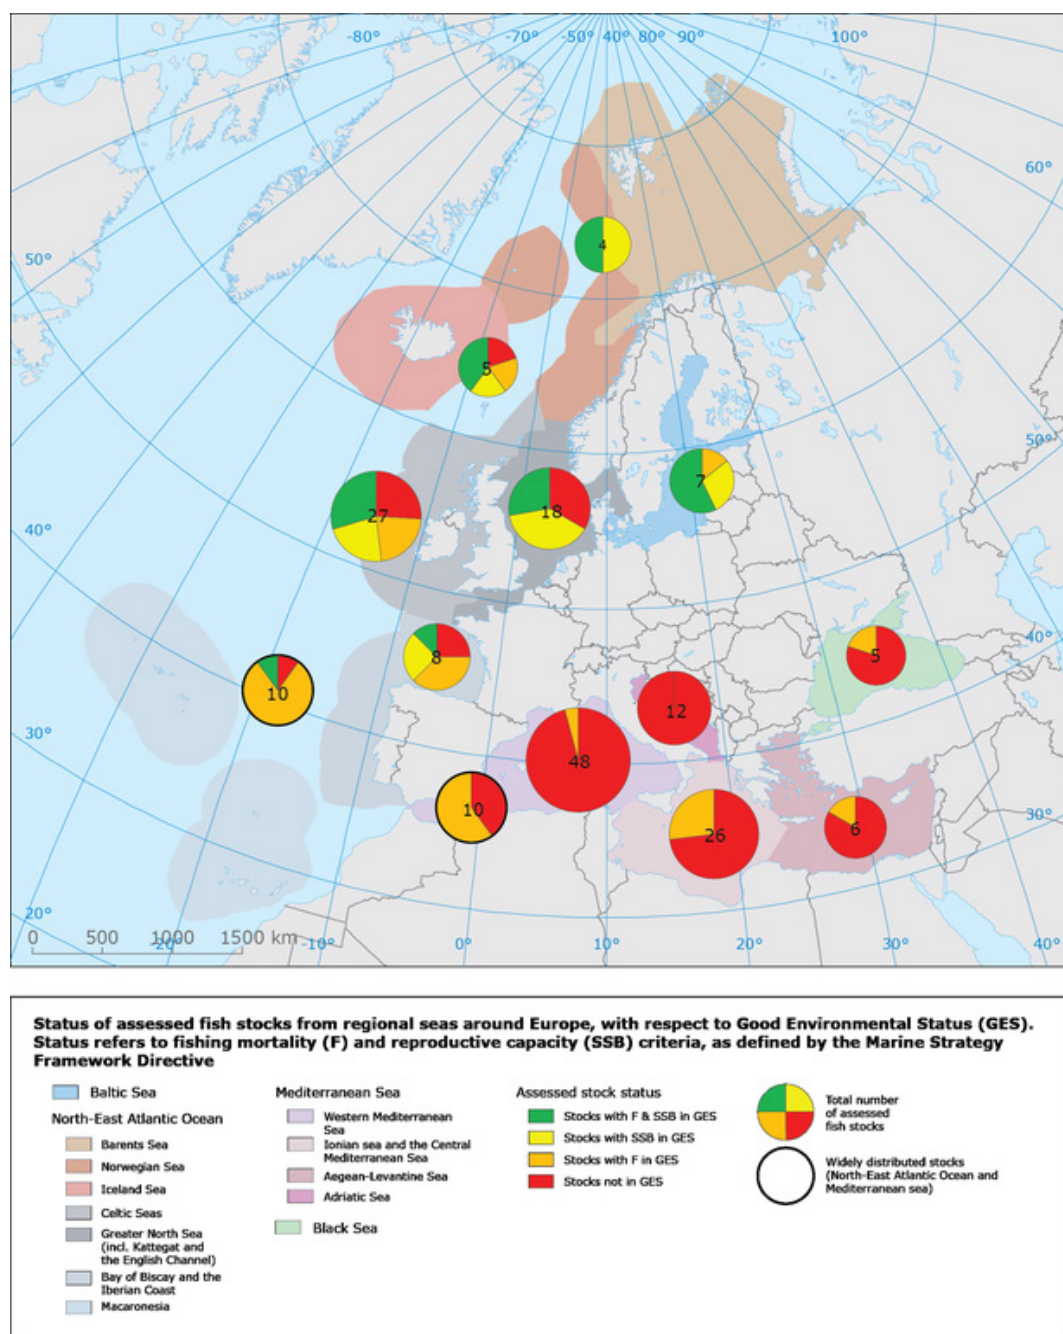 -80°
-70°
-50°
40°
80°
90°
100°
60°
50°
4
5
50°
7
27
18
40°
40°
8
5
10
12
30°
48
10
26
6
30°
20°
0
500
1000
1500 km
20°
-10°
0°
10°
20°
30°
40°
Status of assessed fish stocks from regional seas around Europe, with respect to Good Environmental Status (GES).
Status refers to fishing mortality (F) and reproductive capacity (SSB) criteria, as defined by the Marine Strategy
Framework Directive
Baltic Sea
North-East Atlantic Ocean
Barents Sea
Norwegian Sea
Iceland Sea
Celtic Seas
Greater North Sea
(incl. Kattegat and
the English Channel)
Bay of Biscay and the
Iberian Coast
Macaronesia
Mediterranean Sea
Western Mediterranean
Sea
Ionian sea and the Central
Mediterranean Sea
Aegean-Levantine Sea
Adriatic Sea
Black Sea
Assessed stock status
Stocks with F & SSB in GES
Stocks with SSB in GES
Stocks with F in GES
Stocks not in GES
Total number
of assessed
fish stocks
Widely distributed stocks
(North-East Atlantic Ocean and
Mediterranean sea)